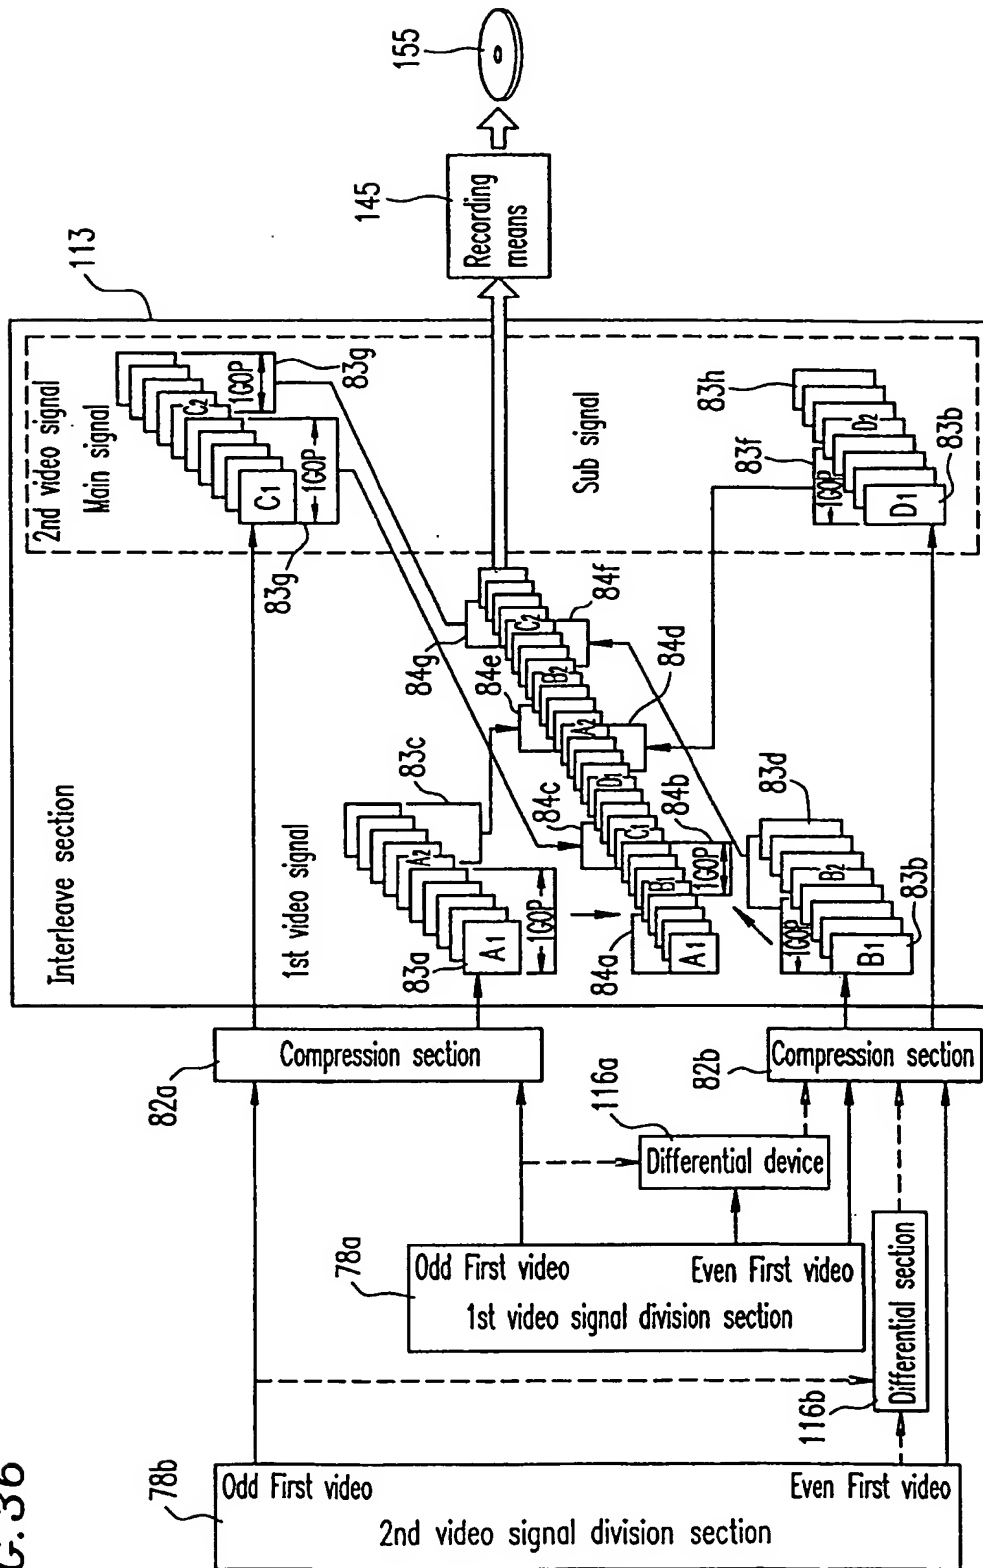 G.36
78b
Odd First video
2nd video signal division section
Even First video
78a
Odd First video
1st video signal division section
Even First video
116a
Differential device
116b
Differential section
82a
Compression section
82b
Compression section
113
Interleave section
1st video signal
2nd video signal
Main signal
Sub signal
C1
C2
1GOP
1GOP
83g
83g
A1
A2
1GOP
83a
83c
84a
84b
84c
84d
84e
84f
84g
A1
B1
C1
D1
A2
B2
C2
1GOP
B1
B2
1GOP
83b
83d
D1
D2
1GOP
83f
83h
83b
145
Recording
means
155